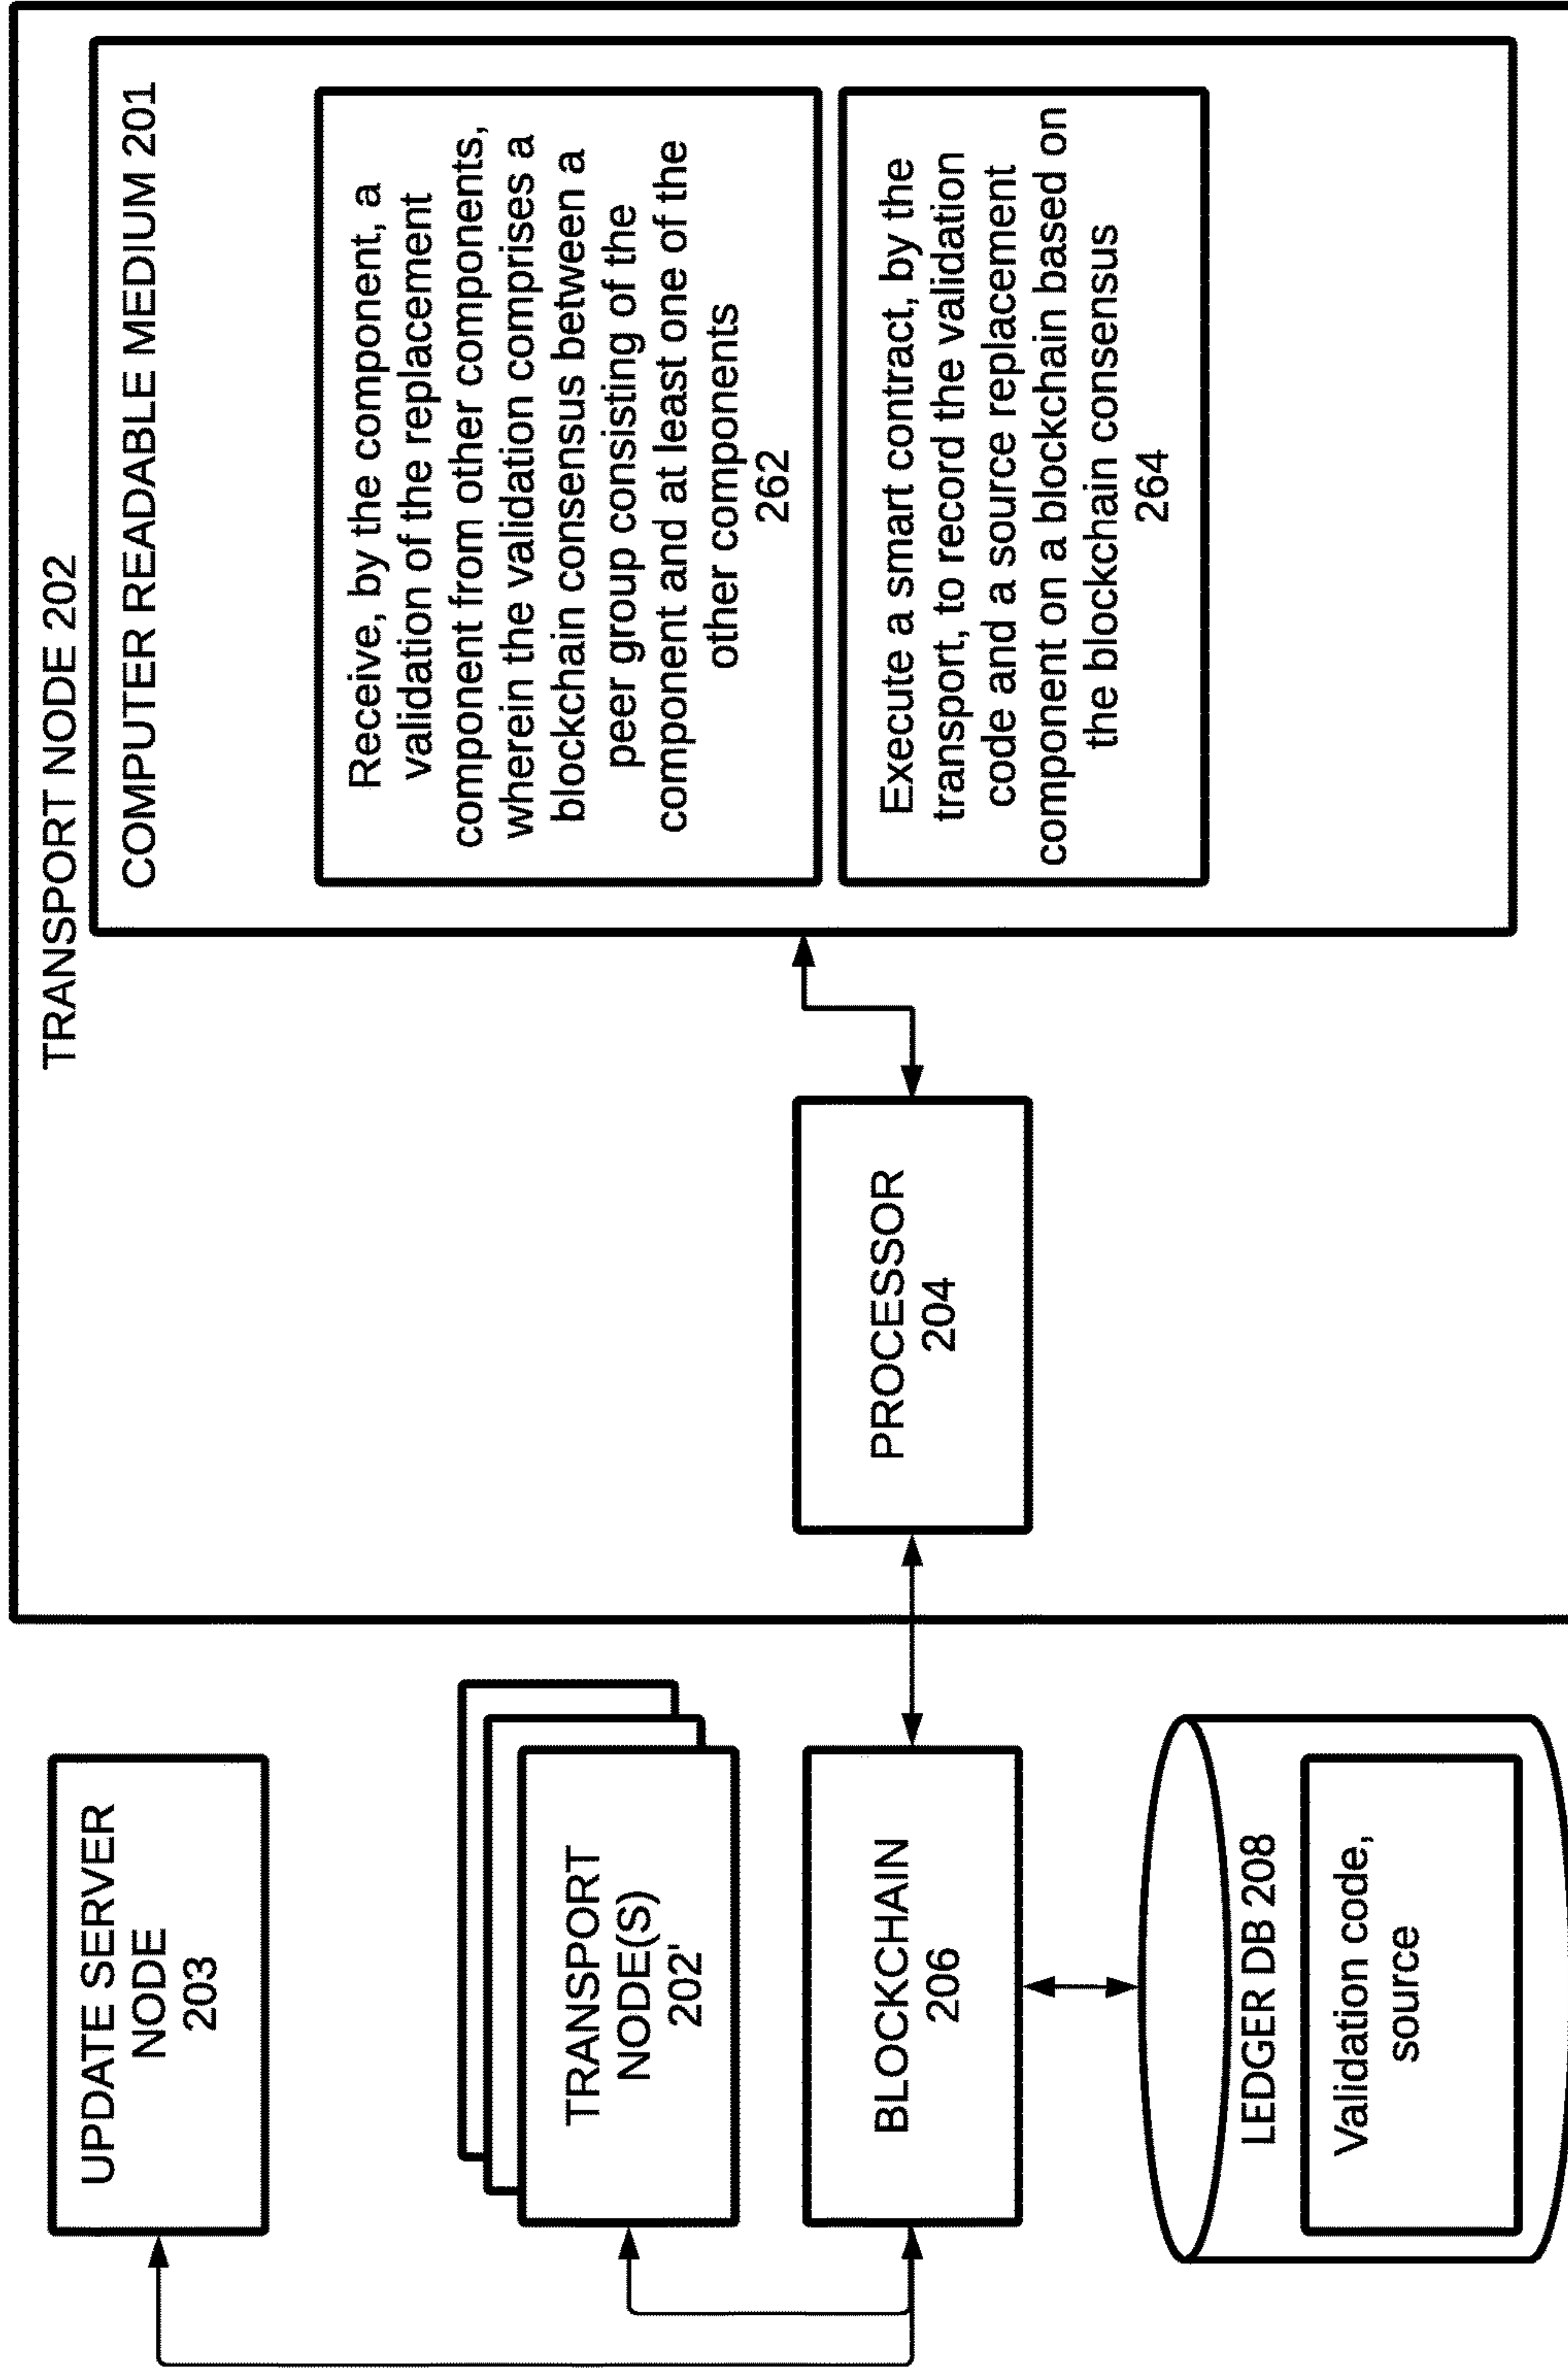 UPDATE SERVER
NODE
203
TRANSPORT
NODE(S)
202'
BLOCKCHAIN
206
LEDGER DB 208
Validation code,
source
TRANSPORT NODE 202
PROCESSOR
204
COMPUTER READABLE MEDIUM 201
Receive, by the component, a
validation of the replacement
component from other components,
wherein the validation comprises a
blockchain consensus between a
peer group consisting of the
component and at least one of the
other components
262
Execute a smart contract, by the
transport, to record the validation
code and a source replacement
component on a blockchain based on
the blockchain consensus
264